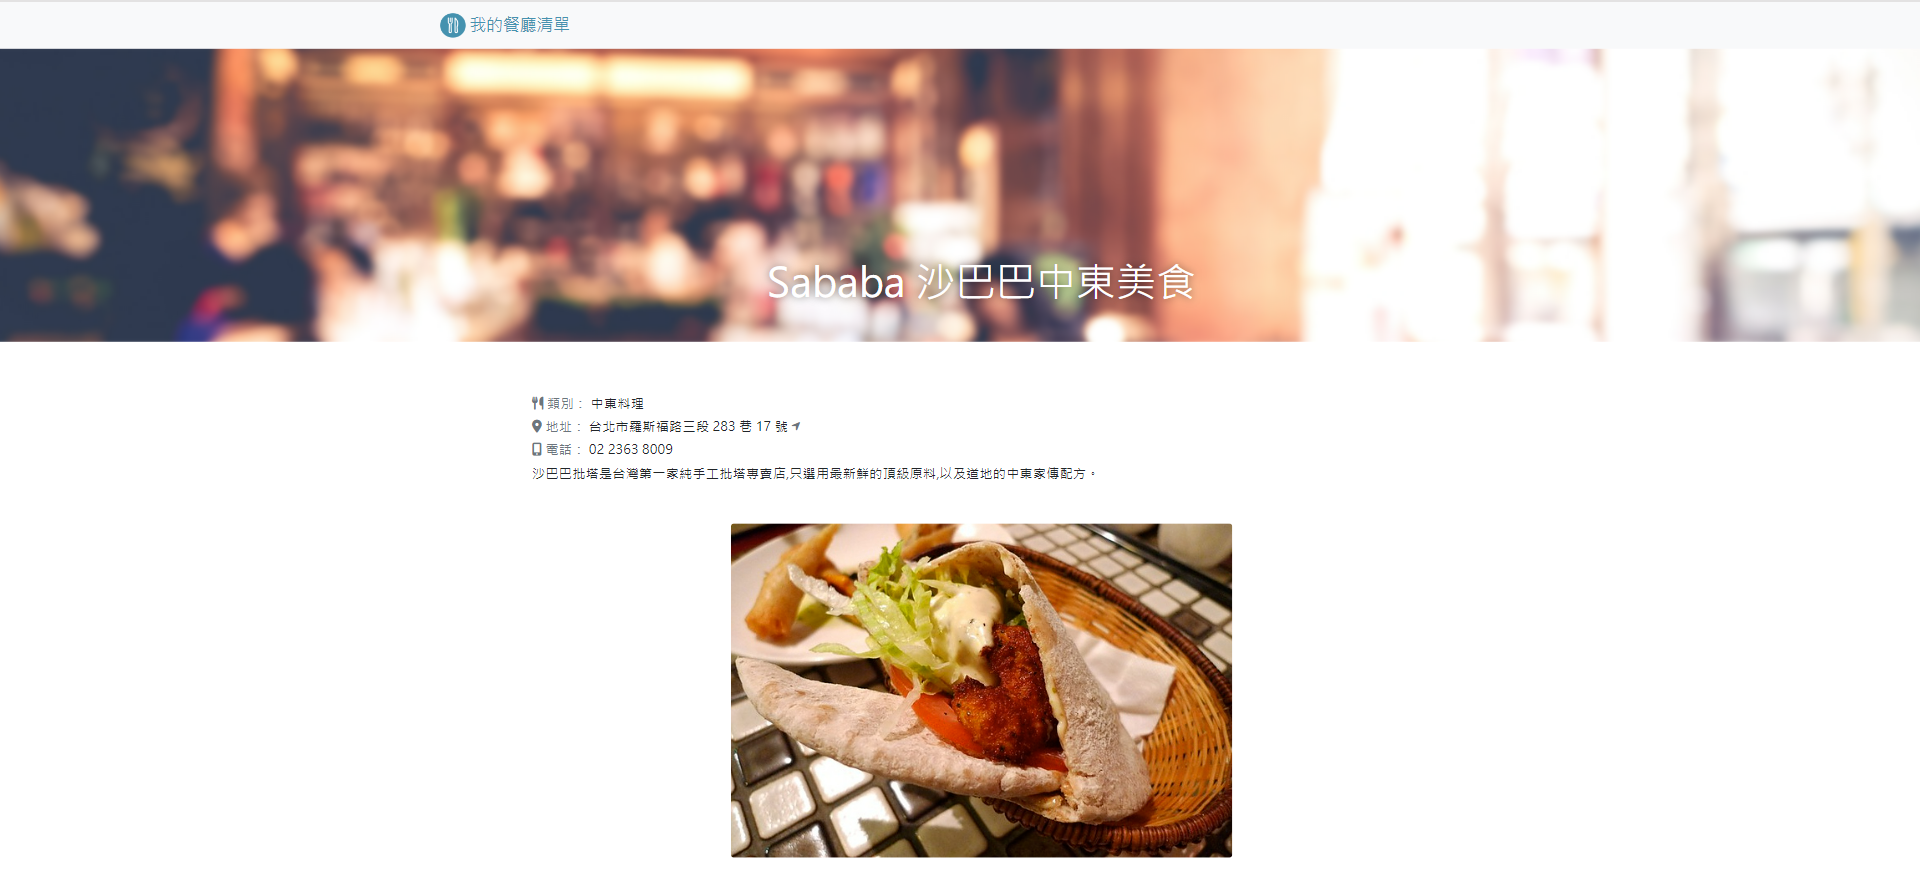 我的餐廳清單
Sababa 沙巴巴中東美食
類別： 中東料理
地址： 台北市羅斯福路三段 283 巷 17 號
電話： 02 2363 8009
沙巴巴批塔是台灣第一家純手工批塔專賣店,只選用最新鮮的頂級原料,以及道地的中東家傳配方。